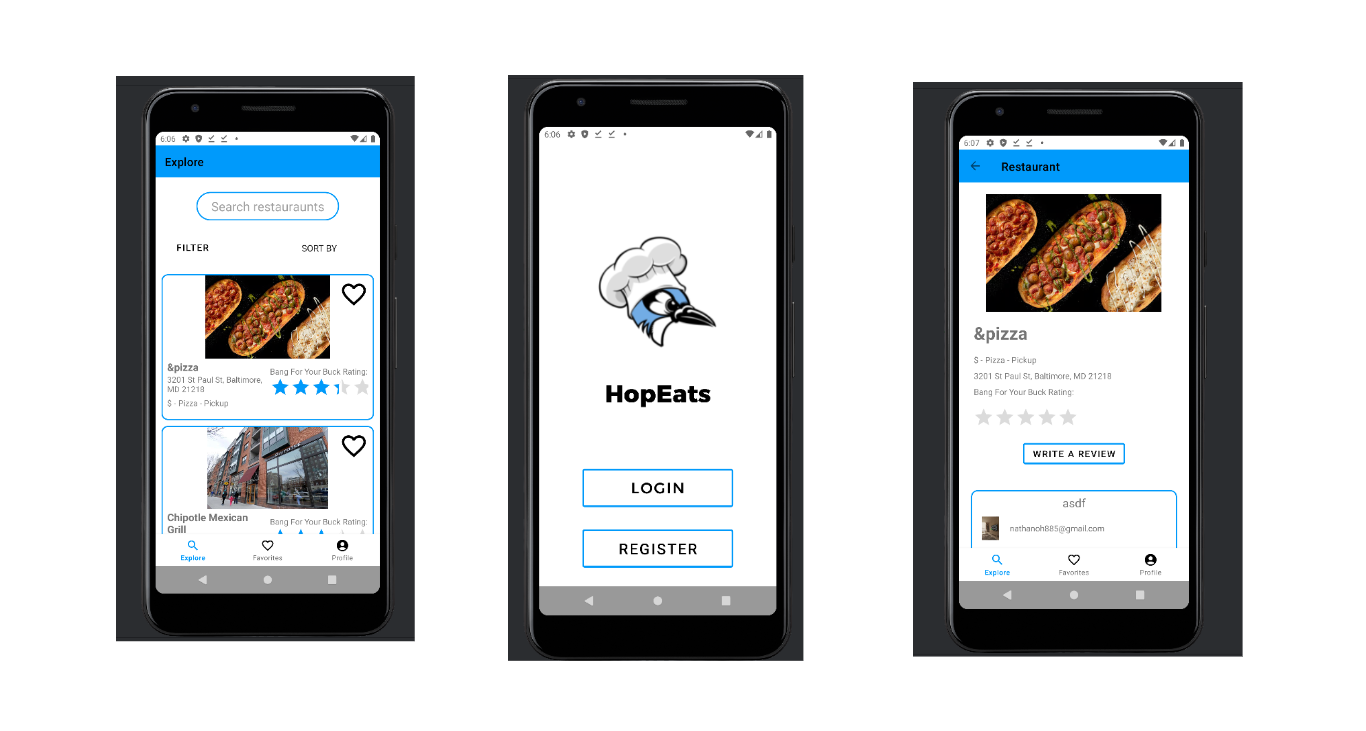 6:06
Explore
Search restauraunts
FILTER
SORT BY
&pizza
3201 St Paul St, Baltimore,
MD 21218
$ - Pizza - Pickup
Bang For Your Buck Rating:
Chipotle Mexican
Grill
Bang For Your Buck Rating:
Explore
Favorites
Profile
6:06
HopEats
LOGIN
REGISTER
6:07
Restaurant
&pizza
$ - Pizza - Pickup
3201 St Paul St, Baltimore, MD 21218
Bang For Your Buck Rating:
WRITE A REVIEW
asdf
nathanoh885@gmail.com
Explore
Favorites
Profile